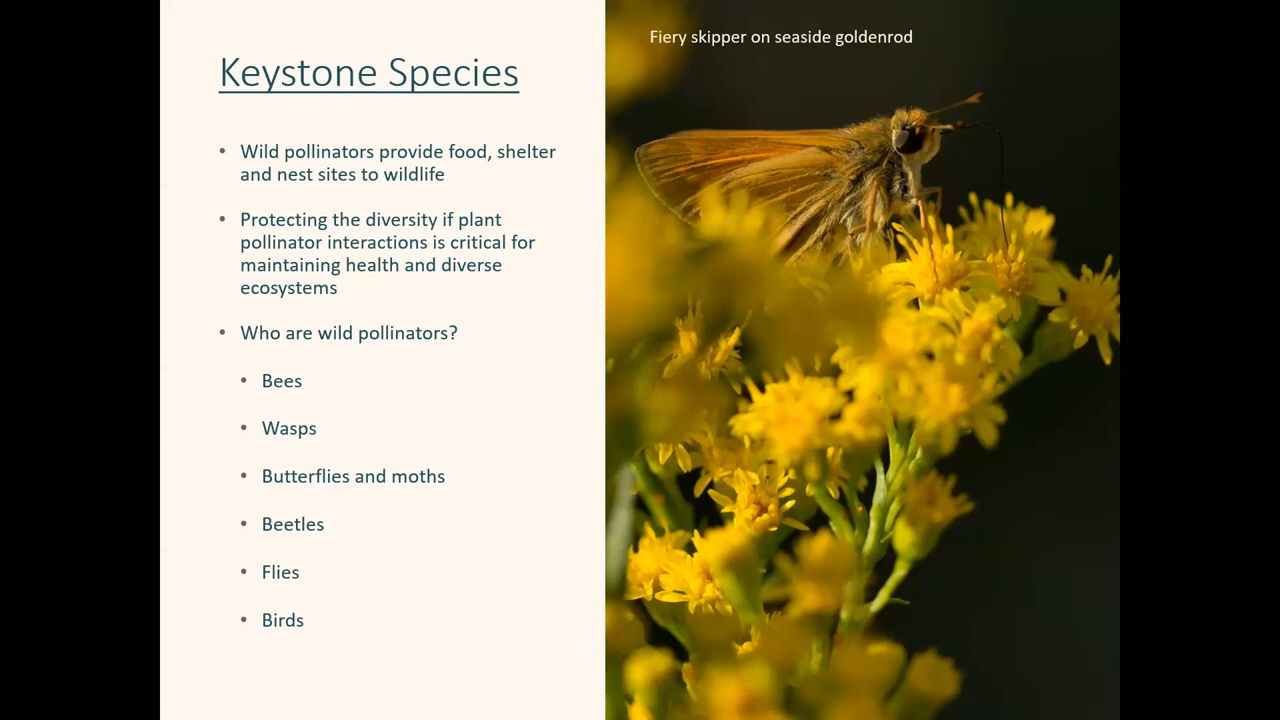 Keystone Species
Wild pollinators provide food, shelter
and nest sites to wildlife
Protecting the diversity if plant
pollinator interactions is critical for
maintaining health and diverse
ecosystems
Who are wild pollinators?
Bees
Wasps
Butterflies and moths
Beetles
Flies
Birds
Fiery skipper on seaside goldenrod